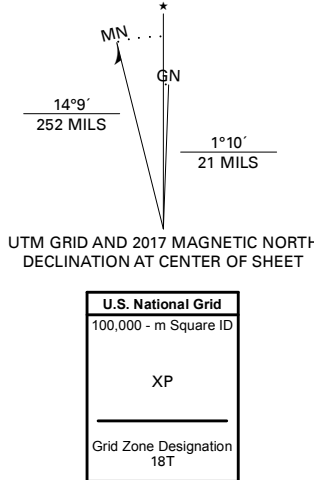 ★
MN
GN
14°9´
252 MILS
1°10´
21 MILS
UTM GRID AND 2017 MAGNETIC NORTH
DECLINATION AT CENTER OF SHEET
U.S. National Grid
100,000 - m Square ID
XP
Grid Zone Designation
18T